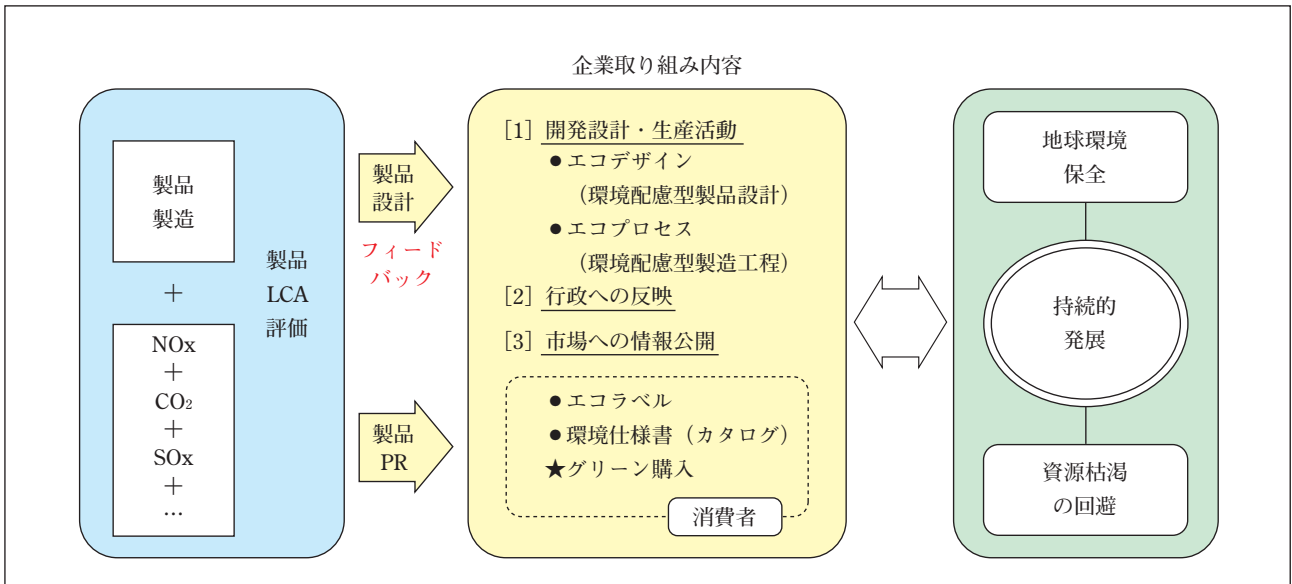 企業取り組み内容
製品
製造
+
NOx
+
CO₂
+
SOx
+
…
製品
LCA
評価
製品
設計
フィード
バック
製品
PR
[1] 開発設計・生産活動
●エコデザイン
(環境配慮型製品設計)
●エコプロセス
(環境配慮型製造工程)
[2] 行政への反映
[3] 市場への情報公開
●エコラベル
●環境仕様書(カタログ)
★グリーン購入
消費者
地球環境
保全
持続的
発展
資源枯渇
の回避